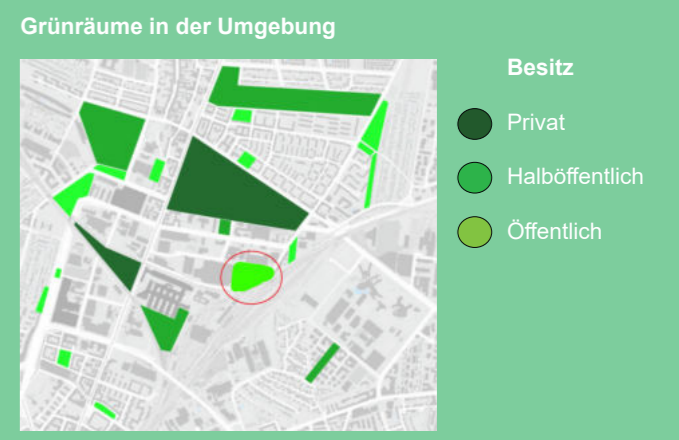 Grünräume in der Umgebung
Besitz
Privat
Halböffentlich
Öffentlich